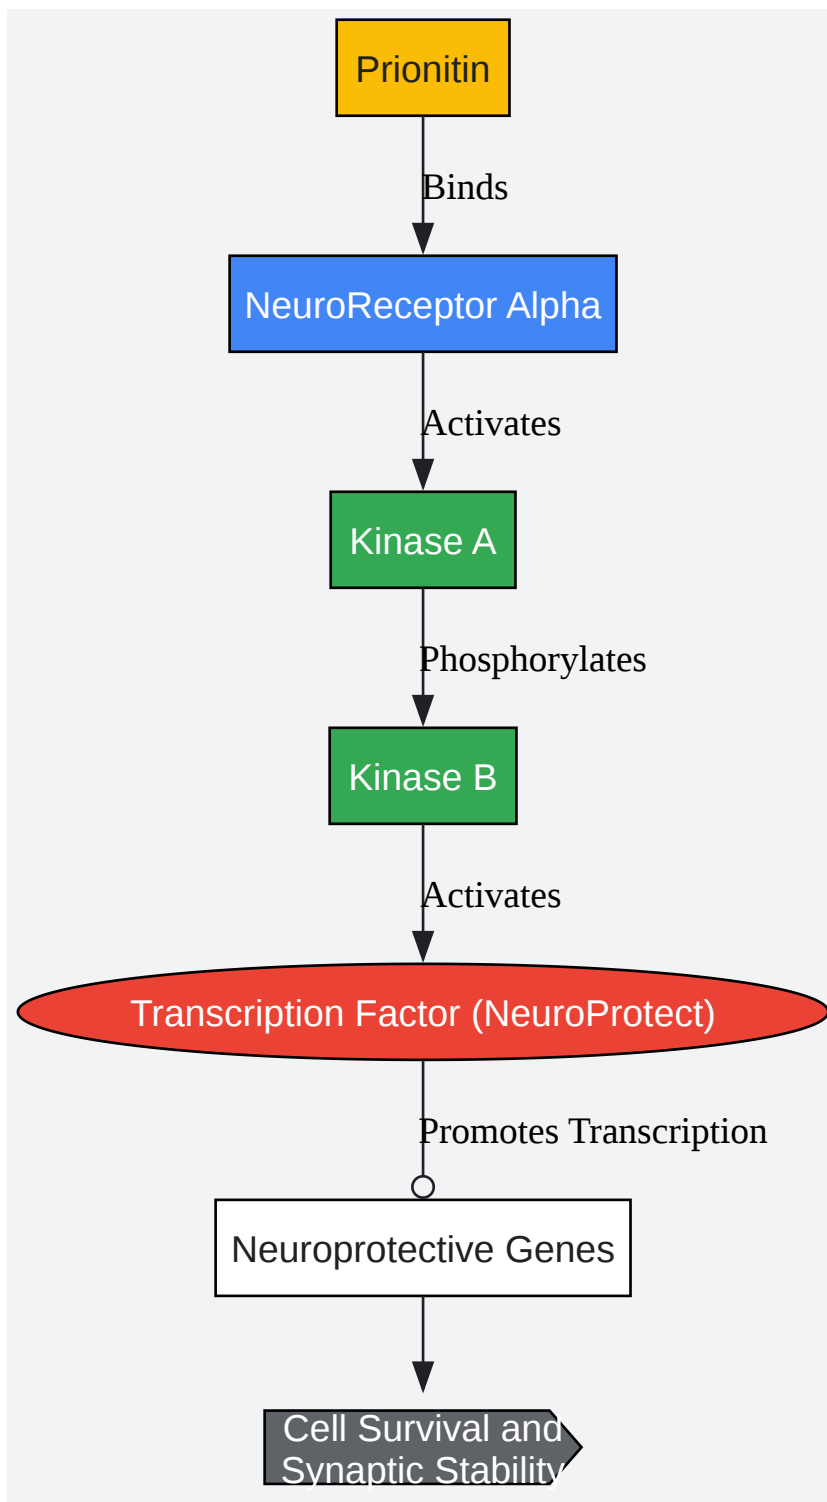 Prionitin
Binds
NeuroReceptor Alpha
Activates
Kinase A
Phosphorylates
Kinase B
Activates
Transcription Factor (NeuroProtect)
Promotes Transcription
Neuroprotective Genes
Cell Survival and
Synaptic Stability